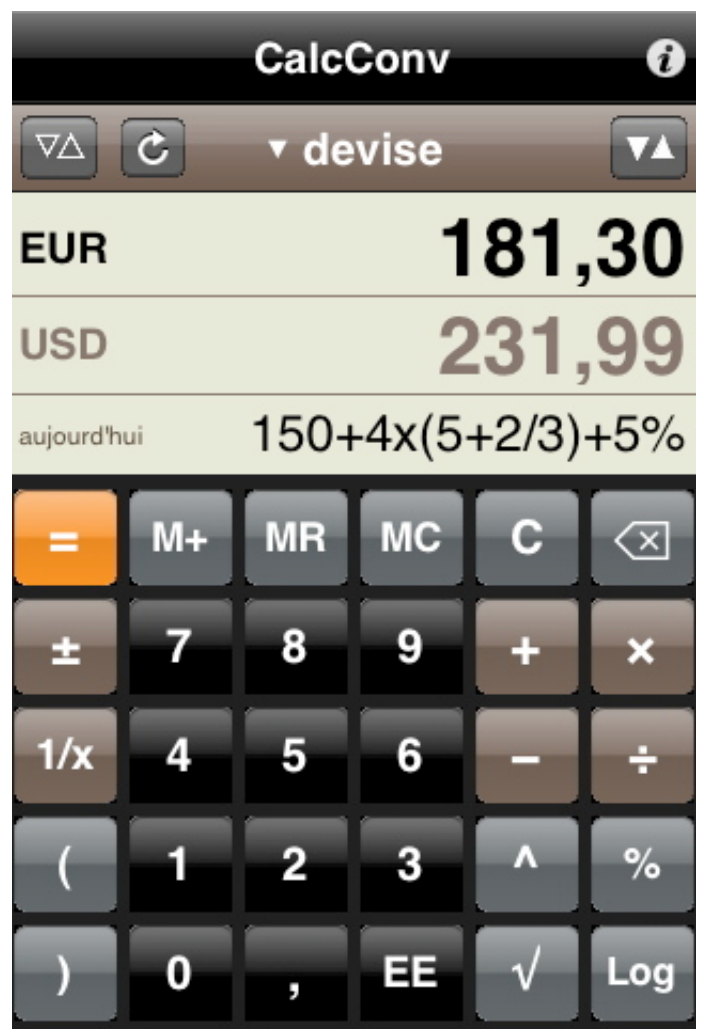 CalcConv i
▽△ ▼ devise ▼▲
EUR 181,30
USD 231,99
aujourd'hui 150+4x(5+2/3)+5%
= M+ MR MC C
± 7 8 9 + ×
1/x 4 5 6 − ÷
( 1 2 3 ^ %
) 0 , EE √ Log